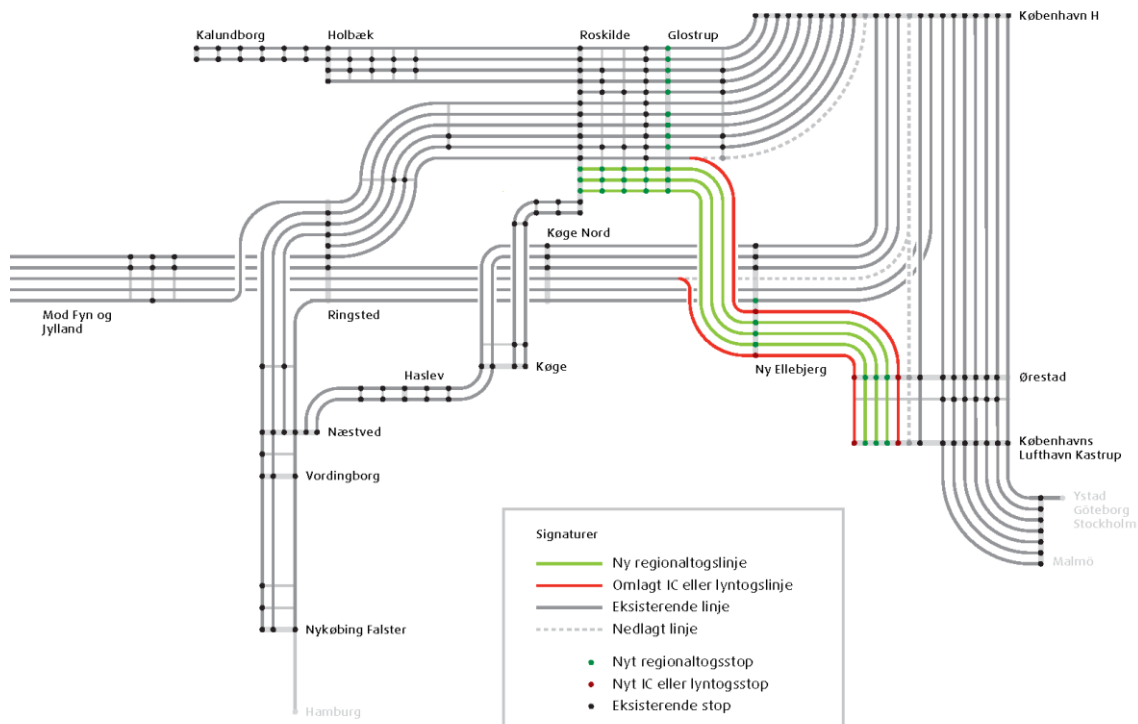 Kalundborg
Holbæk
Roskilde
Glostrup
København H
Køge Nord
Mod Fyn og
Jylland
Ringsted
Haslev
Køge
Ny Ellebjerg
Ørestad
Næstved
Københavns
Lufthavn Kastrup
Vordingborg
Ystad
Göteborg
Stockholm
Malmö
Nykøbing Falster
Hamburg
Signaturer
Ny regionaltogslinje
Omlagt IC eller lyntogslinje
Eksisterende linje
Nedlagt linje
Nyt regionaltogsstop
Nyt IC eller lyntogsstop
Eksisterende stop